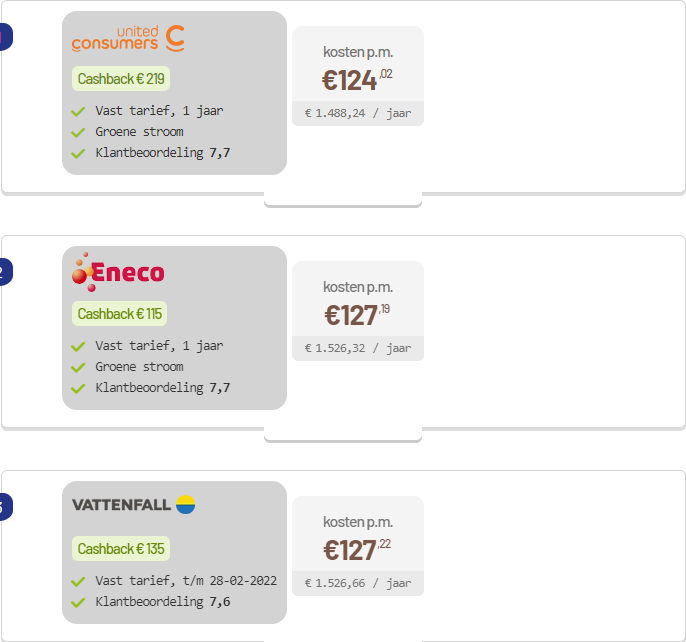 united
consumers
Cashback € 219
Vast tarief, 1 jaar
Groene stroom
Klantbeoordeling 7,7
kosten p.m.
€124,02
€ 1.488,24 / jaar
2
Eneco
Cashback € 115
Vast tarief, 1 jaar
Groene stroom
Klantbeoordeling 7,7
kosten p.m.
€127,19
€ 1.526,32 / jaar
3
VATTENFALL
Cashback € 135
Vast tarief, t/m 28-02-2022
Klantbeoordeling 7,6
kosten p.m.
€127,22
€ 1.526,66 / jaar